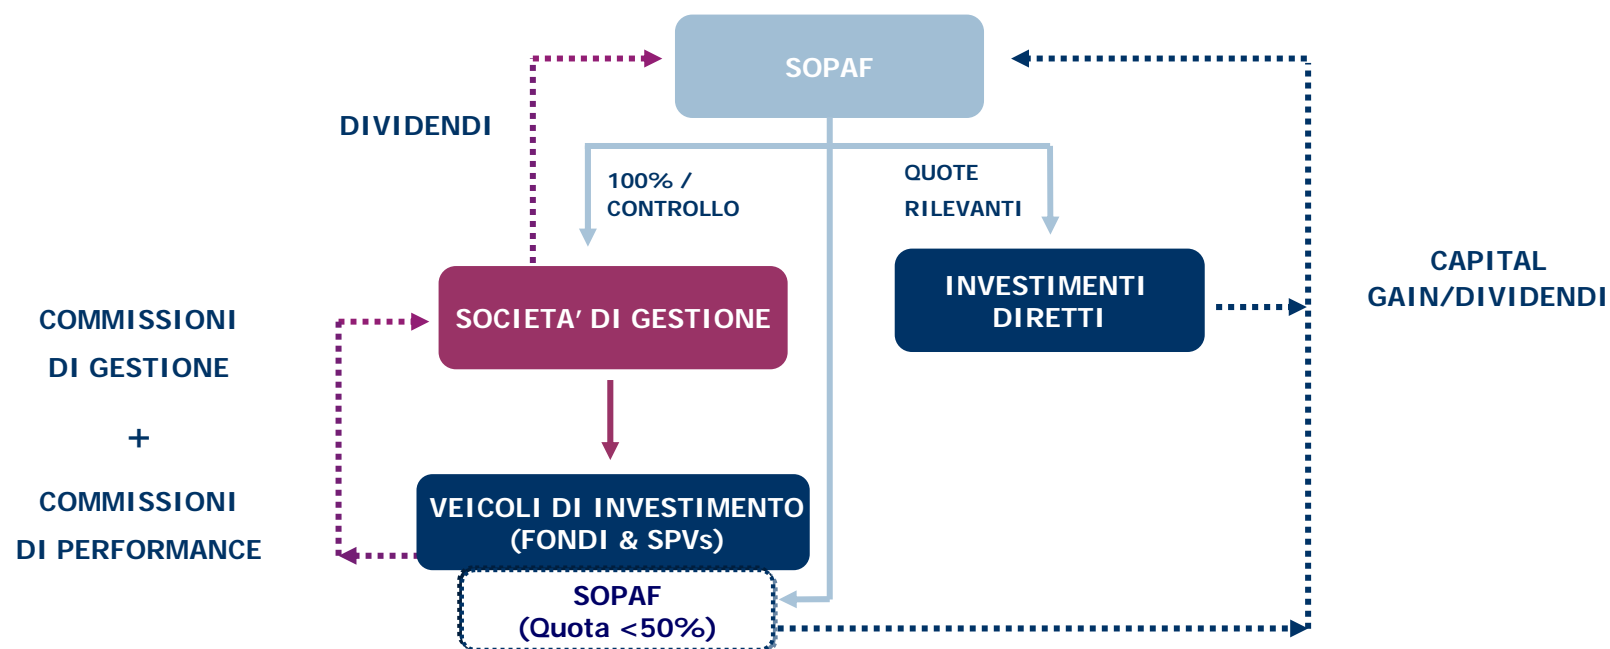 SOPAF
DIVIDENDI
100% /
CONTROLLO
QUOTE
RILEVANTI
SOCIETA’ DI GESTIONE
INVESTIMENTI
DIRETTI
CAPITAL
GAIN/DIVIDENDI
COMMISSIONI
DI GESTIONE
+
COMMISSIONI
DI PERFORMANCE
VEICOLI DI INVESTIMENTO
(FONDI & SPVs)
SOPAF
(Quota <50%)